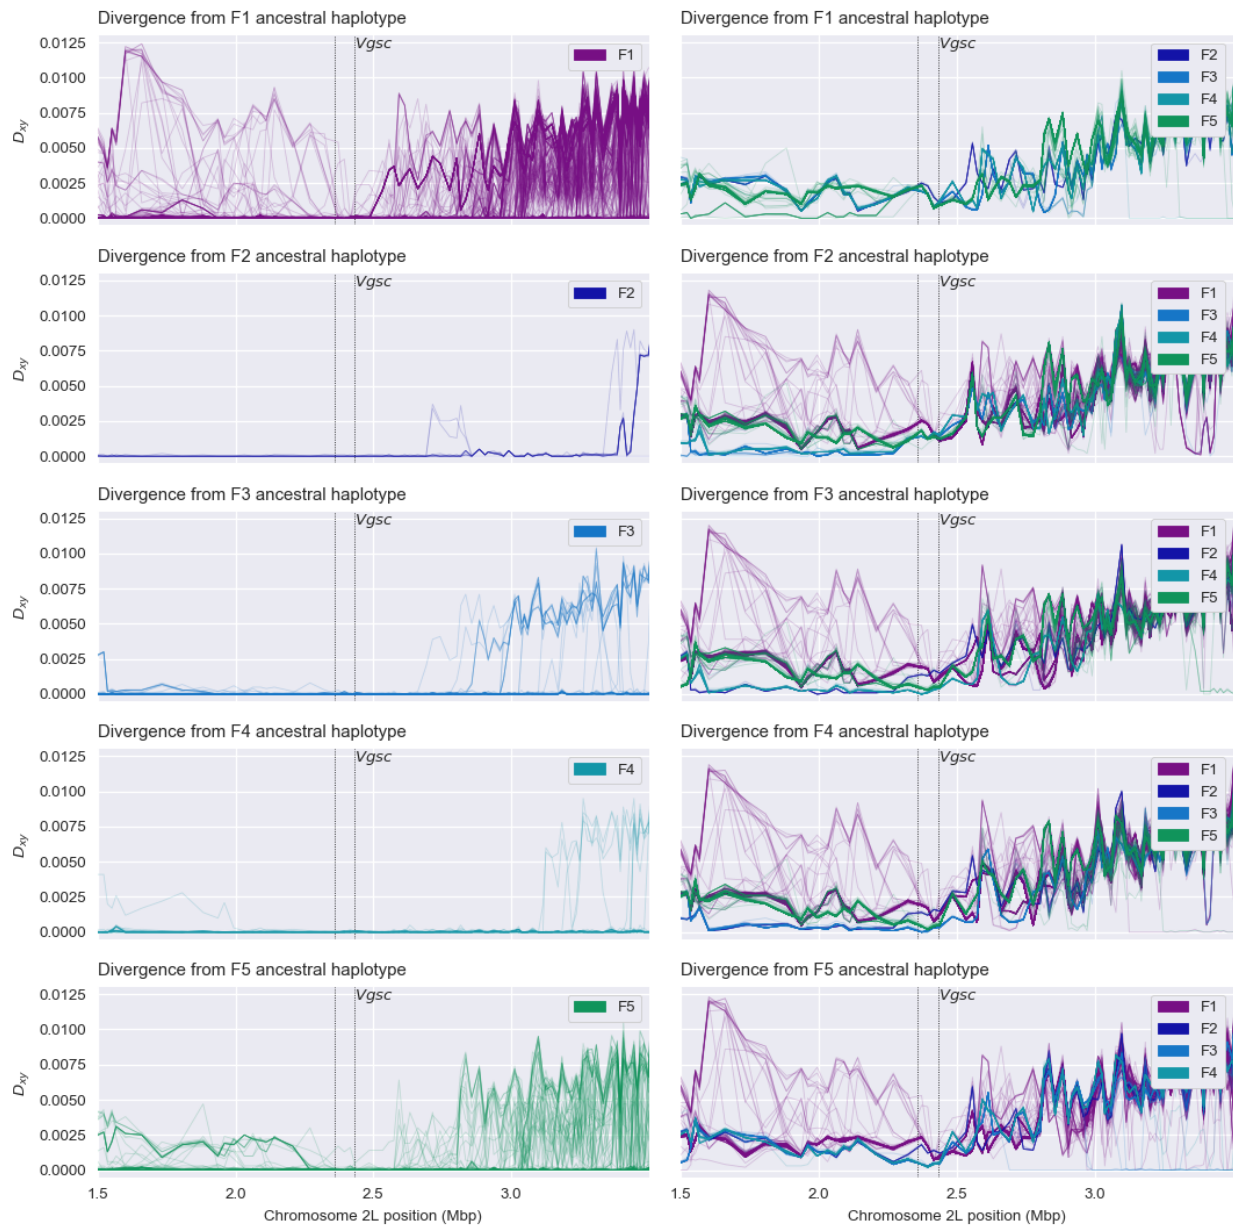 Divergence from F1 ancestral haplotype
Divergence from F1 ancestral haplotype
0.0125
0.0100
0.0075
0.0050
0.0025
0.0000
Dxy
Vgsc
F1
Vgsc
F2
F3
F4
F5
Divergence from F2 ancestral haplotype
Divergence from F2 ancestral haplotype
0.0125
0.0100
0.0075
0.0050
0.0025
0.0000
Dxy
Vgsc
F2
Vgsc
F1
F3
F4
F5
Divergence from F3 ancestral haplotype
Divergence from F3 ancestral haplotype
0.0125
0.0100
0.0075
0.0050
0.0025
0.0000
Dxy
Vgsc
F3
Vgsc
F1
F2
F4
F5
Divergence from F4 ancestral haplotype
Divergence from F4 ancestral haplotype
0.0125
0.0100
0.0075
0.0050
0.0025
0.0000
Dxy
Vgsc
F4
Vgsc
F1
F2
F3
F5
Divergence from F5 ancestral haplotype
Divergence from F5 ancestral haplotype
0.0125
0.0100
0.0075
0.0050
0.0025
0.0000
Dxy
Vgsc
F5
Vgsc
F1
F2
F3
F4
1.5 2.0 2.5 3.0
1.5 2.0 2.5 3.0
Chromosome 2L position (Mbp)
Chromosome 2L position (Mbp)